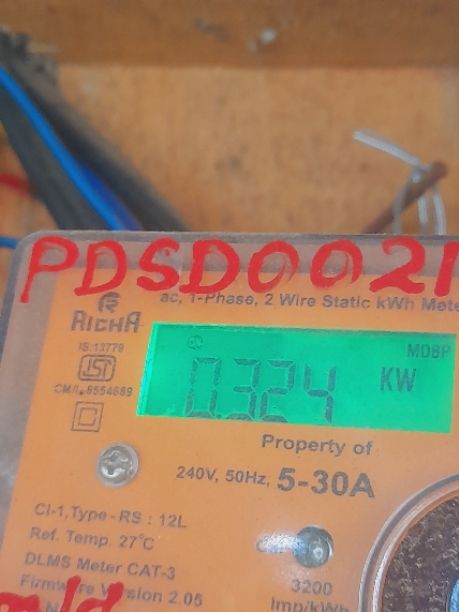 PDSD0021
ac, 1-Phase, 2 Wire Static kWh Mete
RICHA
IS:13779
MDBP
0.324 KW
CM/L-8554669
Property of
240V, 50Hz, 5-30A
Cl-1, Type - RS : 12L
Ref. Temp. 27°C
DLMS Meter CAT-3
Firmware Version 2.05
3200
Imp/kWh